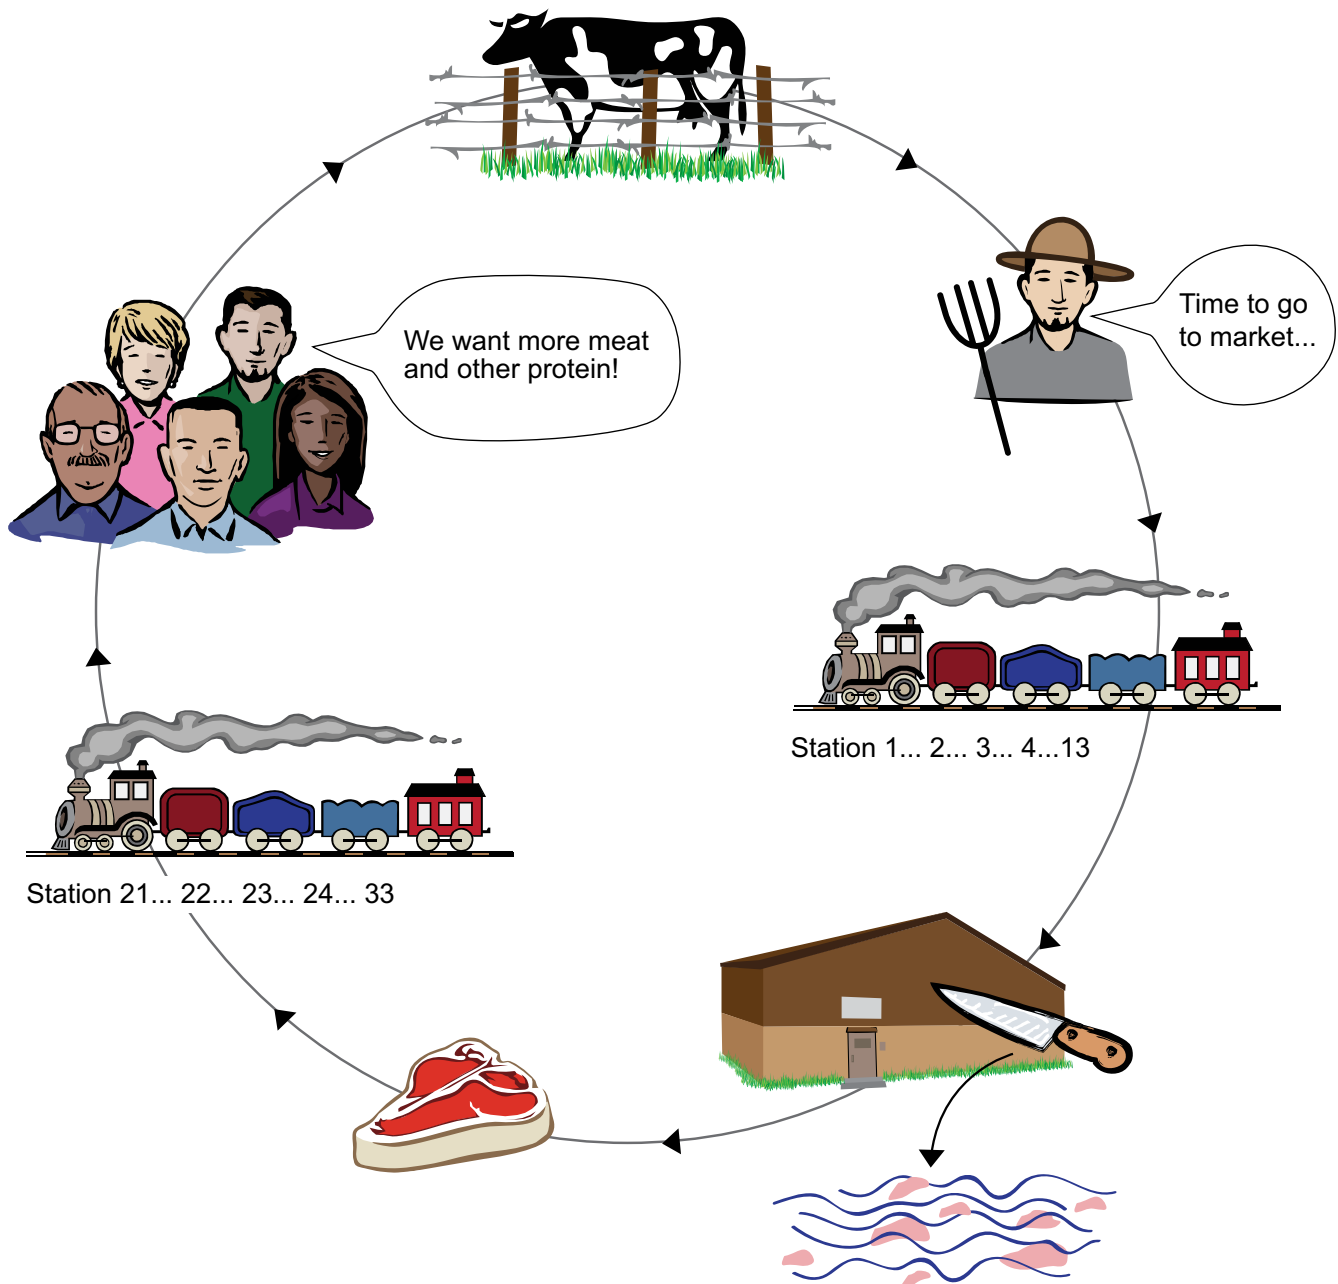 We want more meat
and other protein!
Time to go
to market...
Station 1... 2... 3... 4...13
Station 21... 22... 23... 24... 33